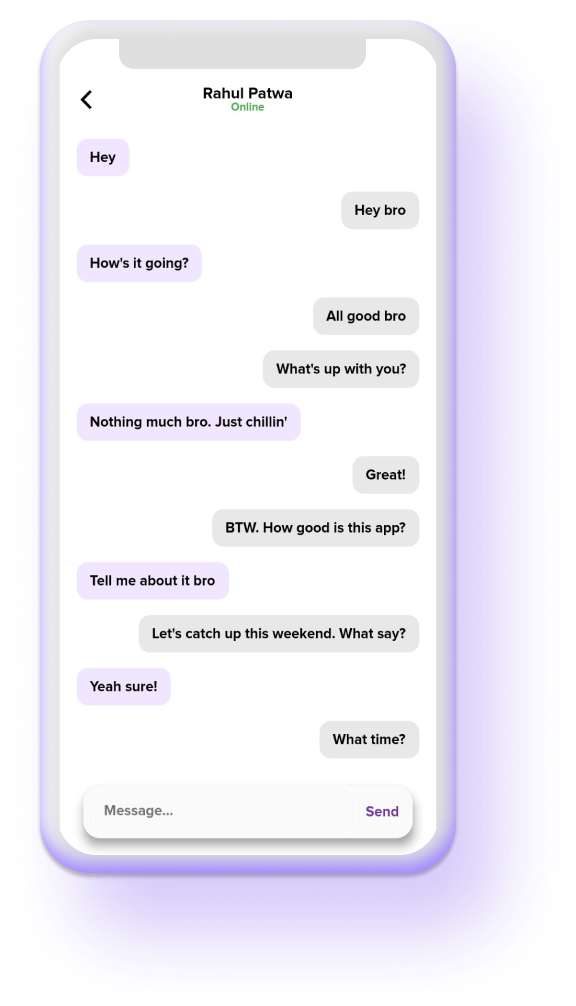 Rahul Patwa
Online
Hey
Hey bro
How's it going?
All good bro
What's up with you?
Nothing much bro. Just chillin'
Great!
BTW. How good is this app?
Tell me about it bro
Let's catch up this weekend. What say?
Yeah sure!
What time?
Message...
Send